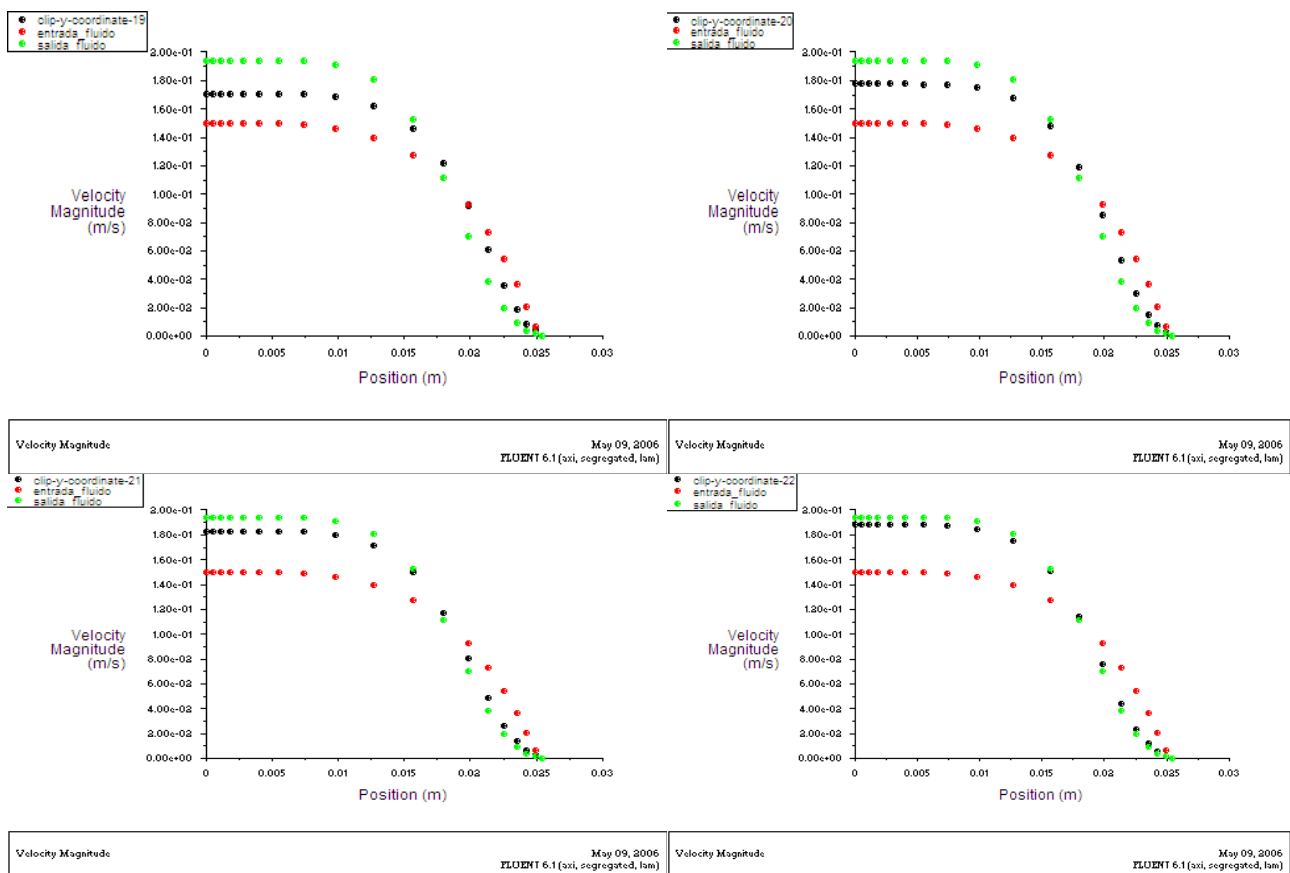 clip-y-coordinate-19
entrada_fluido
salida_fluido
2.00e-01
1.80e-01
1.60e-01
1.40e-01
1.20e-01
1.00e-01
8.00e-02
6.00e-02
4.00e-02
2.00e-02
0.00e+00
Velocity
Magnitude
(m/s)
0 0.005 0.01 0.015 0.02 0.025 0.03
Position (m)
Velocity Magnitude
May 09, 2006
FLUENT 6.1 (axi, segregated, lam)
clip-y-coordinate-20
entrada_fluido
salida_fluido
2.00e-01
1.80e-01
1.60e-01
1.40e-01
1.20e-01
1.00e-01
8.00e-02
6.00e-02
4.00e-02
2.00e-02
0.00e+00
Velocity
Magnitude
(m/s)
0 0.005 0.01 0.015 0.02 0.025 0.03
Position (m)
Velocity Magnitude
May 09, 2006
FLUENT 6.1 (axi, segregated, lam)
clip-y-coordinate-21
entrada_fluido
salida_fluido
2.00e-01
1.80e-01
1.60e-01
1.40e-01
1.20e-01
1.00e-01
8.00e-02
6.00e-02
4.00e-02
2.00e-02
0.00e+00
Velocity
Magnitude
(m/s)
0 0.005 0.01 0.015 0.02 0.025 0.03
Position (m)
Velocity Magnitude
May 09, 2006
FLUENT 6.1 (axi, segregated, lam)
clip-y-coordinate-22
entrada_fluido
salida_fluido
2.00e-01
1.80e-01
1.60e-01
1.40e-01
1.20e-01
1.00e-01
8.00e-02
6.00e-02
4.00e-02
2.00e-02
0.00e+00
Velocity
Magnitude
(m/s)
0 0.005 0.01 0.015 0.02 0.025 0.03
Position (m)
Velocity Magnitude
May 09, 2006
FLUENT 6.1 (axi, segregated, lam)